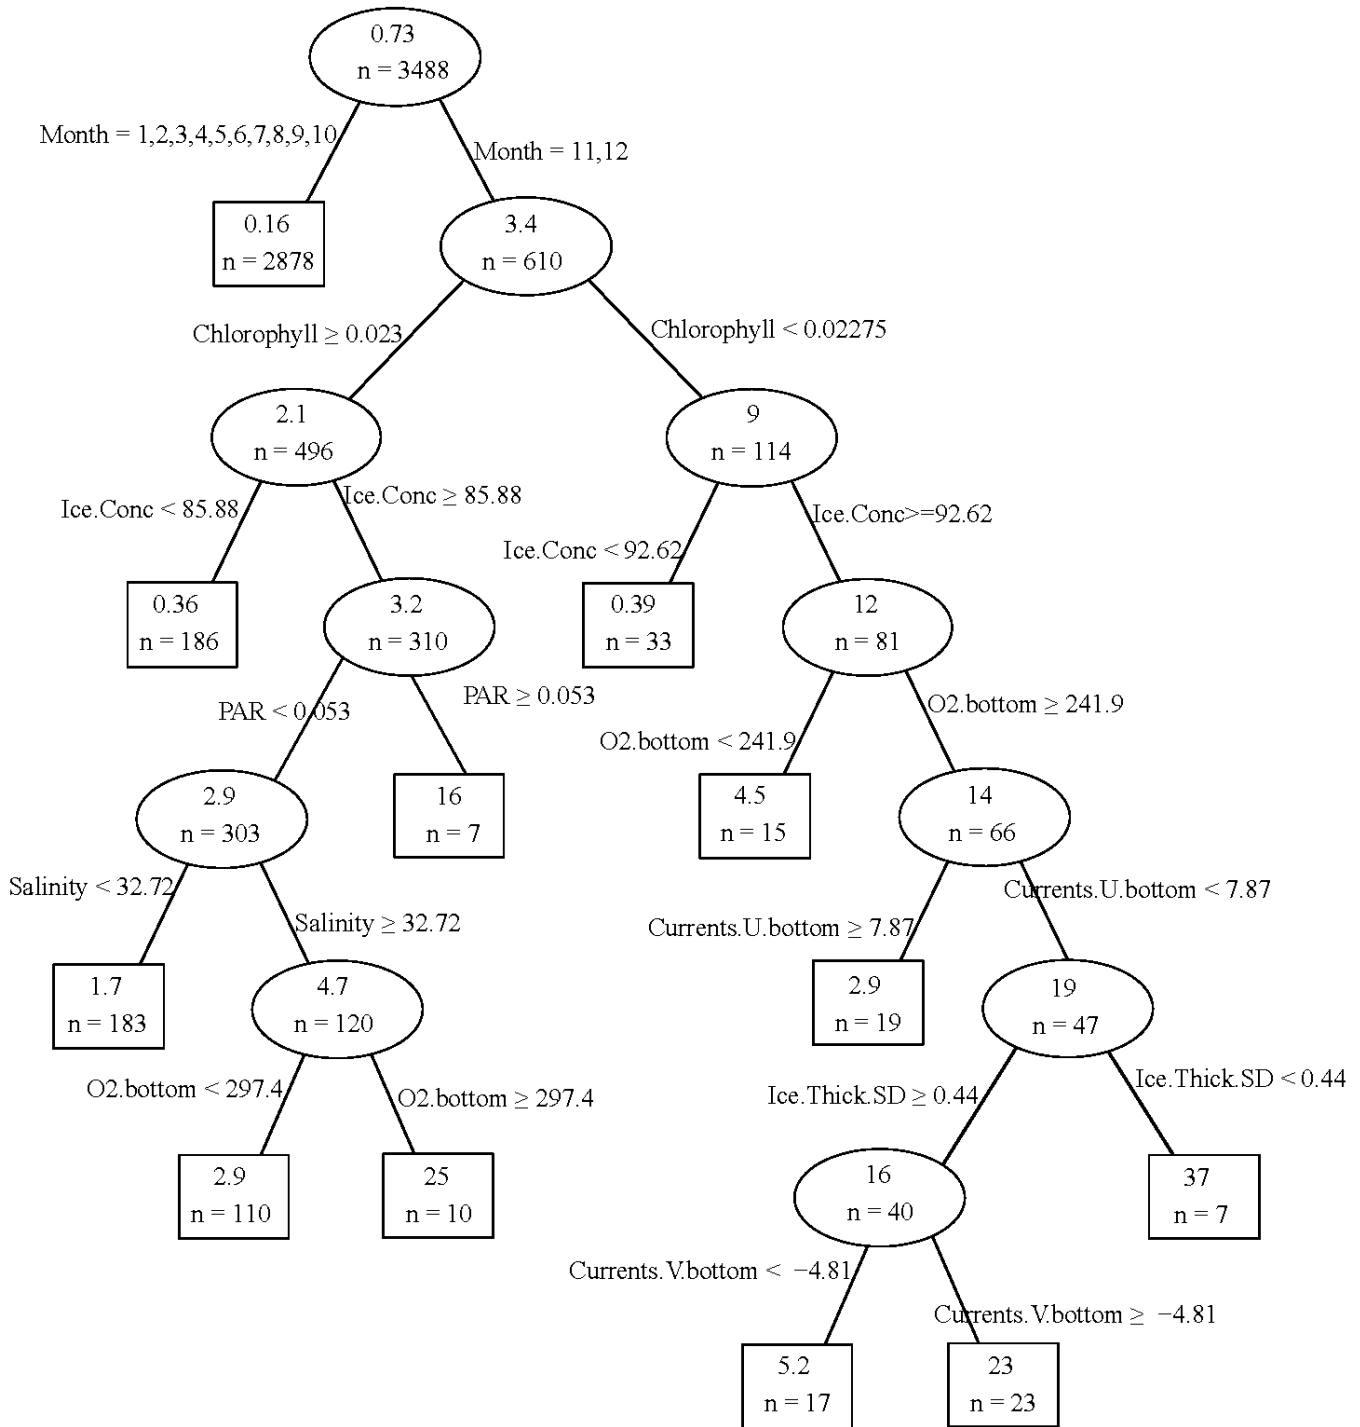 0.73
n = 3488
Month = 1,2,3,4,5,6,7,8,9,10
Month = 11,12
0.16
n = 2878
3.4
n = 610
Chlorophyll ≥ 0.023
Chlorophyll < 0.02275
2.1
n = 496
9
n = 114
Ice.Conc < 85.88
Ice.Conc ≥ 85.88
Ice.Conc < 92.62
Ice.Conc>=92.62
0.36
n = 186
3.2
n = 310
0.39
n = 33
12
n = 81
PAR < 0.053
PAR ≥ 0.053
O2.bottom < 241.9
O2.bottom ≥ 241.9
2.9
n = 303
16
n = 7
4.5
n = 15
14
n = 66
Salinity < 32.72
Salinity ≥ 32.72
Currents.U.bottom ≥ 7.87
Currents.U.bottom < 7.87
1.7
n = 183
4.7
n = 120
2.9
n = 19
19
n = 47
O2.bottom < 297.4
O2.bottom ≥ 297.4
Ice.Thick.SD ≥ 0.44
Ice.Thick.SD < 0.44
2.9
n = 110
25
n = 10
16
n = 40
37
n = 7
Currents.V.bottom < −4.81
Currents.V.bottom ≥ −4.81
5.2
n = 17
23
n = 23